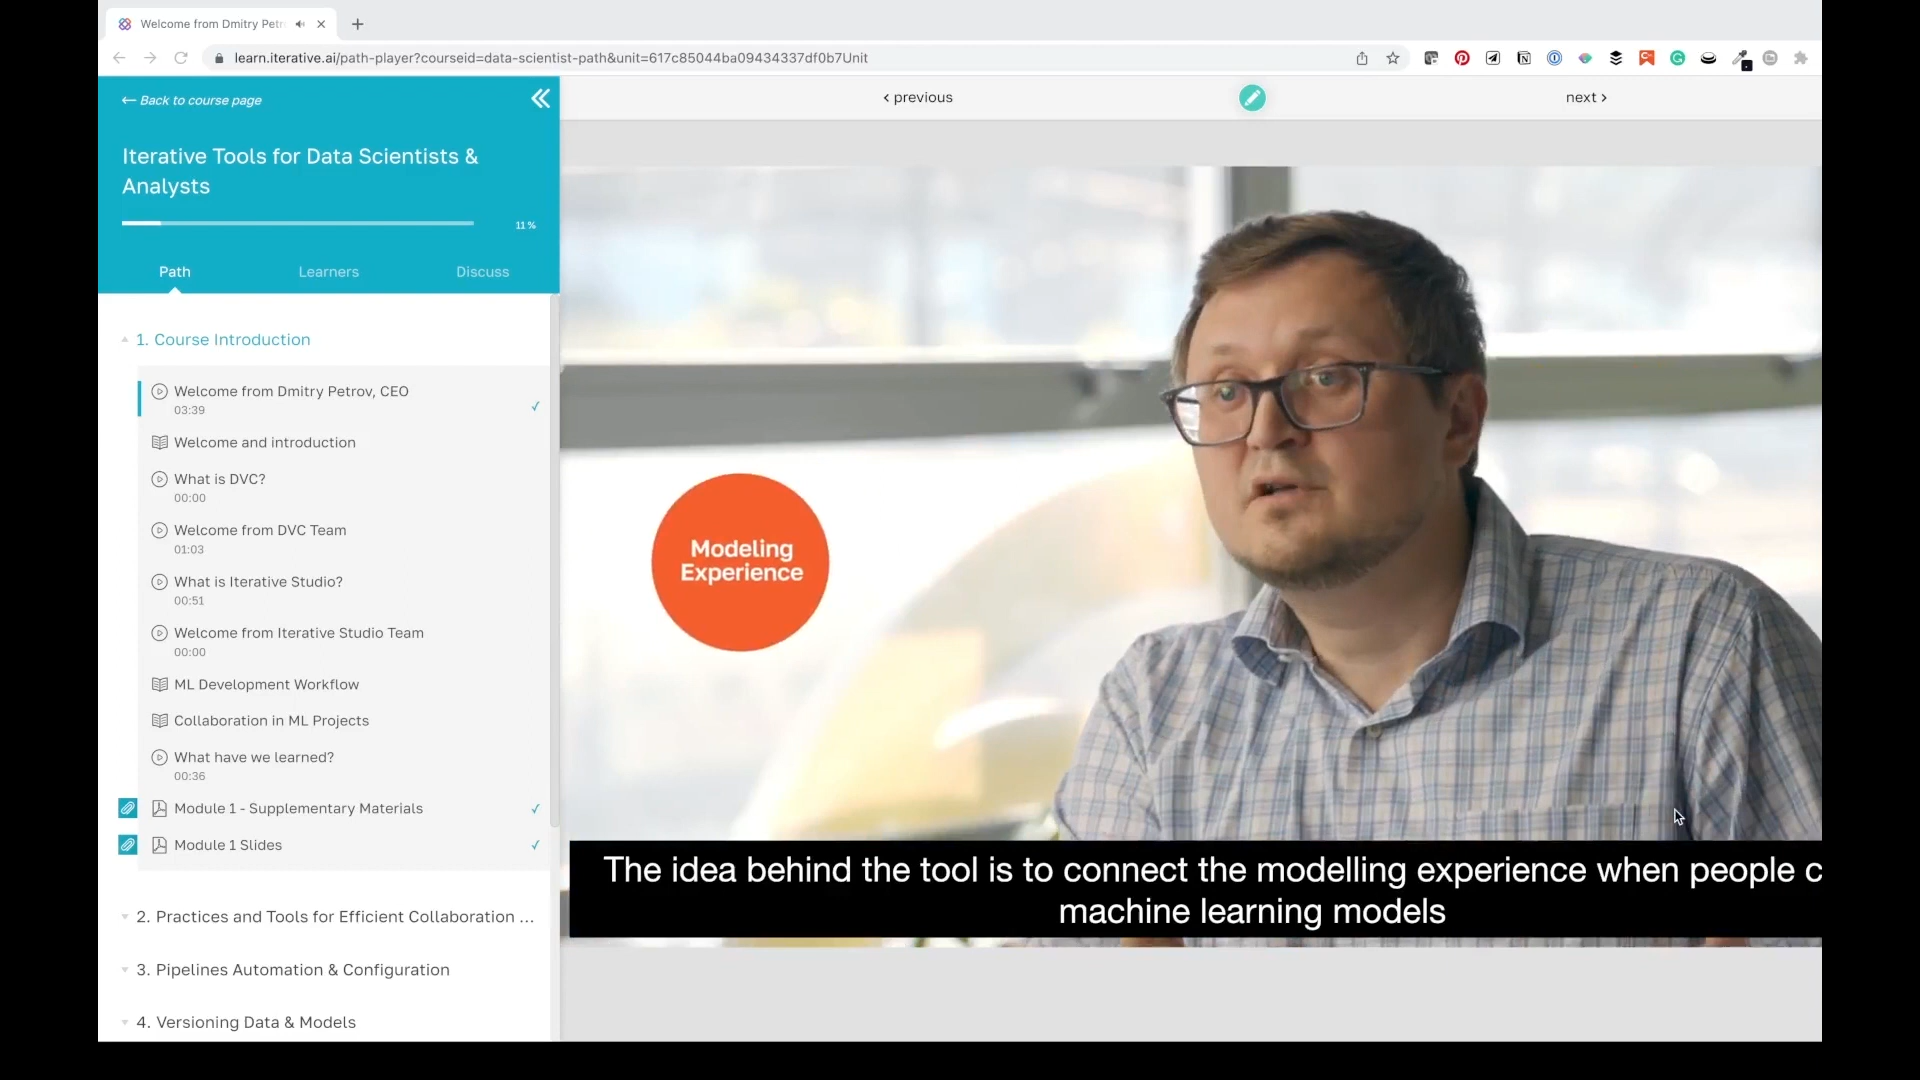 Welcome from Dmitry Petr
learn.iterative.ai/path-player?courseid=data-scientist-path&unit=617c85044ba09434337df0b7Unit
← Back to course page
Iterative Tools for Data Scientists &
Analysts
11 %
Path
Learners
Discuss
1. Course Introduction
Welcome from Dmitry Petrov, CEO
03:39
Welcome and introduction
What is DVC?
00:00
Welcome from DVC Team
01:03
What is Iterative Studio?
00:51
Welcome from Iterative Studio Team
00:00
ML Development Workflow
Collaboration in ML Projects
What have we learned?
00:36
Module 1 - Supplementary Materials
Module 1 Slides
2. Practices and Tools for Efficient Collaboration ...
3. Pipelines Automation & Configuration
4. Versioning Data & Models
‹ previous
next ›
Modeling
Experience
The idea behind the tool is to connect the modelling experience when people c
machine learning models